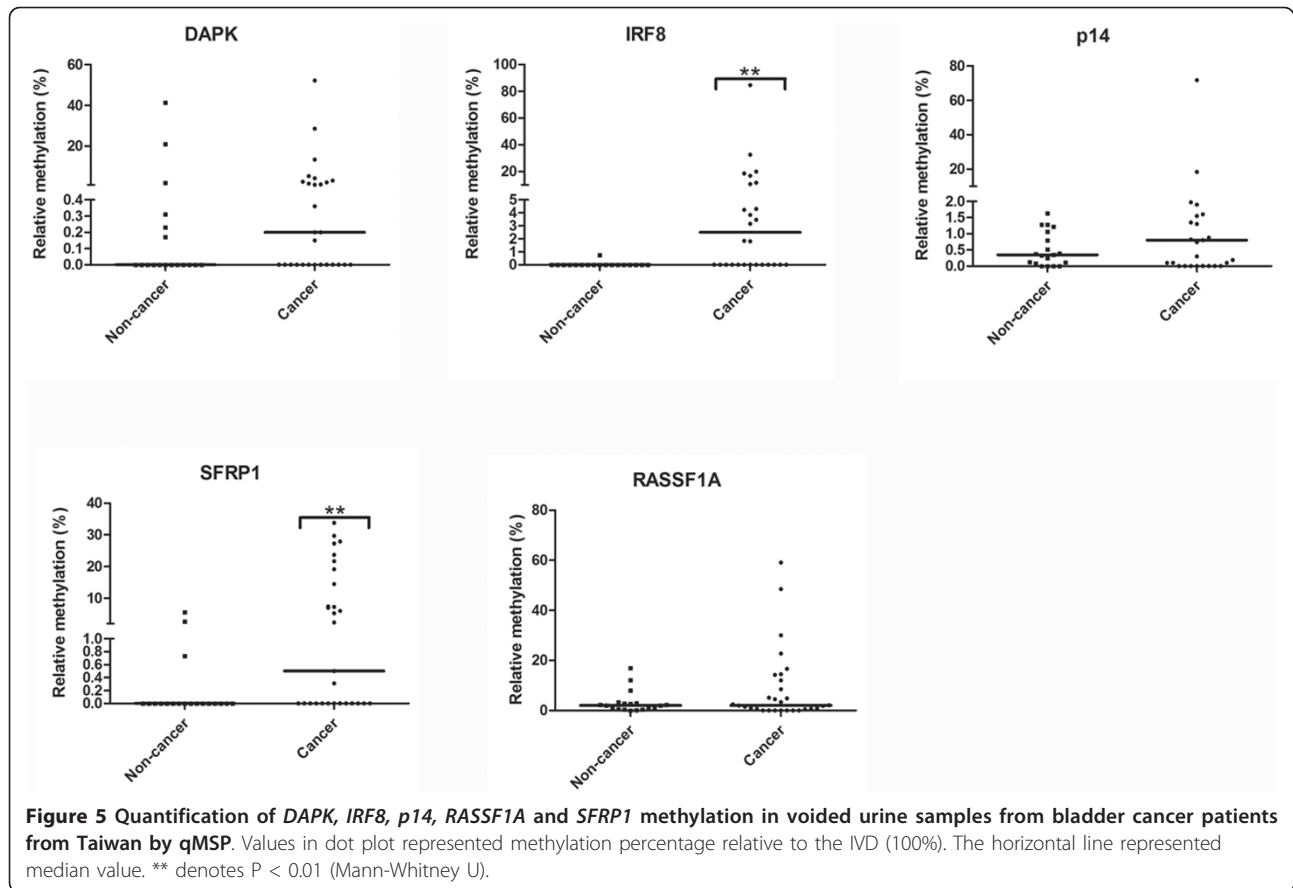 DAPK
Relative methylation (%)
60
40
20
0.4
0.3
0.2
0.1
0.0
Non-cancer
Cancer
IRF8
Relative methylation (%)
100
80
60
40
20
5
4
3
2
1
0
**
Non-cancer
Cancer
p14
Relative methylation (%)
80
60
40
20
2.0
1.5
1.0
0.5
0.0
Non-cancer
Cancer
SFRP1
Relative methylation (%)
40
30
20
10
1.0
0.8
0.6
0.4
0.2
0.0
**
Non-cancer
Cancer
RASSF1A
Relative methylation (%)
80
60
40
20
0
Non-cancer
Cancer
Figure 5 Quantification of DAPK, IRF8, p14, RASSF1A and SFRP1 methylation in voided urine samples from bladder cancer patients
from Taiwan by qMSP. Values in dot plot represented methylation percentage relative to the IVD (100%). The horizontal line represented
median value. ** denotes P < 0.01 (Mann-Whitney U).